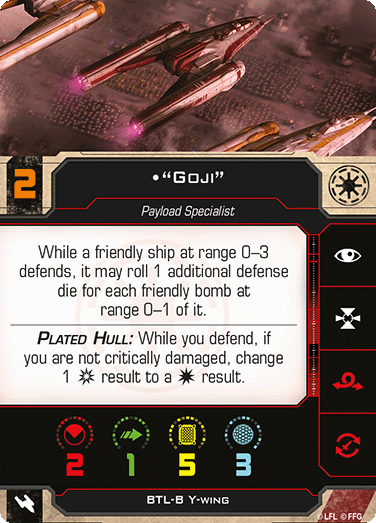 2
•“Goji”
Payload Specialist
While a friendly ship at range 0–3
defends, it may roll 1 additional defense
die for each friendly bomb at
range 0–1 of it.
Plated Hull: While you defend, if
you are not critically damaged, change
1 result to a result.
2 1 5 3
BTL-B Y-wing
© LFL © FFG